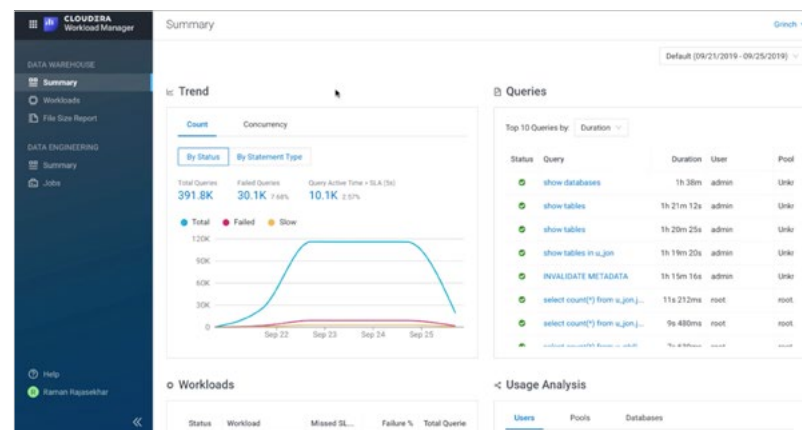 CLOUDERA
Workload Manager
Summary
Grinch
Default (09/21/2019 - 09/25/2019)
DATA WAREHOUSE
Summary
Workloads
File Size Report
DATA ENGINEERING
Summary
Jobs
Help
Raman Rajasekhar
Trend
Count Concurrency
By Status By Statement Type
Total Queries Failed Queries Query Active Time > SLA (5s)
391.8K 30.1K 7.68% 10.1K 2.57%
Total Failed Slow
120K
90K
60K
30K
0
Sep 22 Sep 23 Sep 24 Sep 25
Queries
Top 10 Queries by: Duration
Status Query Duration User Pool
show databases 1h 38m admin Unkr
show tables 1h 21m 12s admin Unkr
show tables 1h 20m 25s admin Unkr
show tables in u_jon 1h 19m 20s admin Unkr
INVALIDATE METADATA 1h 15m 16s admin Unkr
select count(*) from u_jon.j... 11s 212ms root root
select count(*) from u_jon.j... 9s 480ms root root
Workloads
Status Workload Missed SL... Failure % Total Querie
Usage Analysis
Users Pools Databases